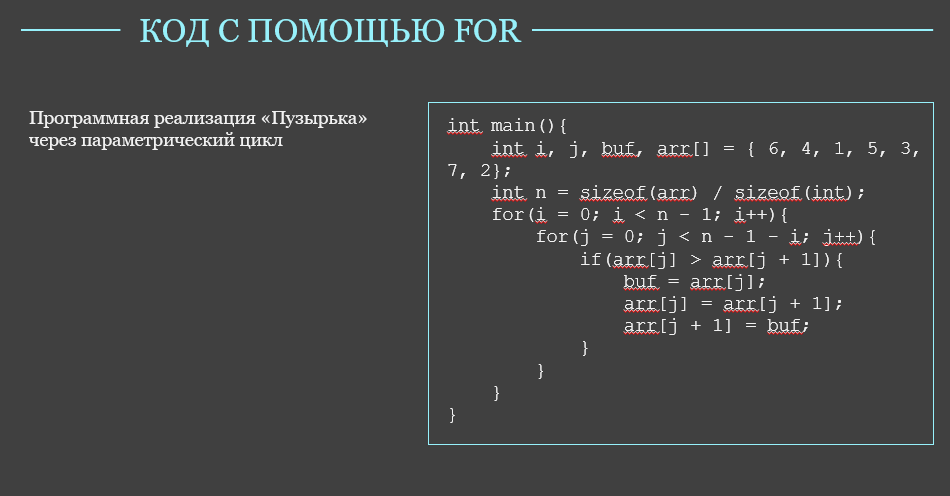 КОД С ПОМОЩЬЮ FOR
Программная реализация «Пузырька»
через параметрический цикл
int main(){
    int i, j, buf, arr[] = { 6, 4, 1, 5, 3,
7, 2};
    int n = sizeof(arr) / sizeof(int);
    for(i = 0; i < n - 1; i++){
        for(j = 0; j < n - 1 - i; j++){
            if(arr[j] > arr[j + 1]){
                buf = arr[j];
                arr[j] = arr[j + 1];
                arr[j + 1] = buf;
            }
        }
    }
}